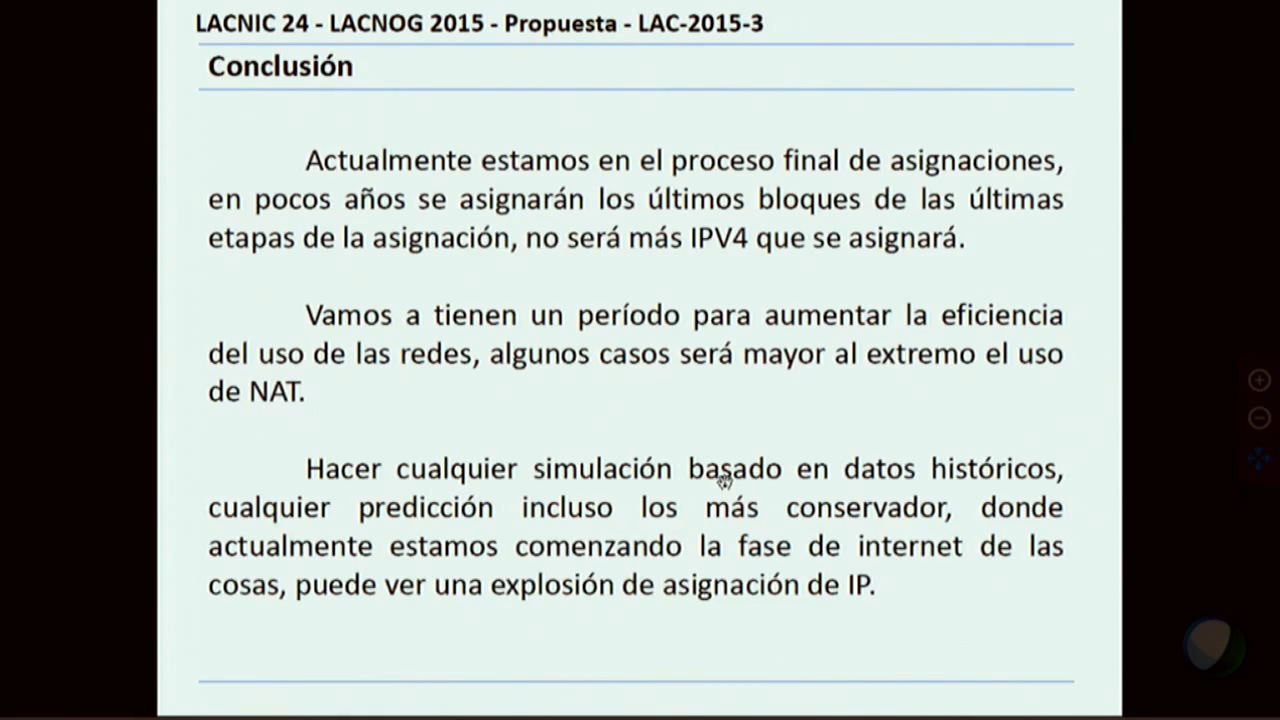 LACNIC 24 - LACNOG 2015 - Propuesta - LAC-2015-3
Conclusión
Actualmente estamos en el proceso final de asignaciones,
en pocos años se asignarán los últimos bloques de las últimas
etapas de la asignación, no será más IPV4 que se asignará.
Vamos a tienen un período para aumentar la eficiencia
del uso de las redes, algunos casos será mayor al extremo el uso
de NAT.
Hacer cualquier simulación basado en datos históricos,
cualquier predicción incluso los más conservador, donde
actualmente estamos comenzando la fase de internet de las
cosas, puede ver una explosión de asignación de IP.